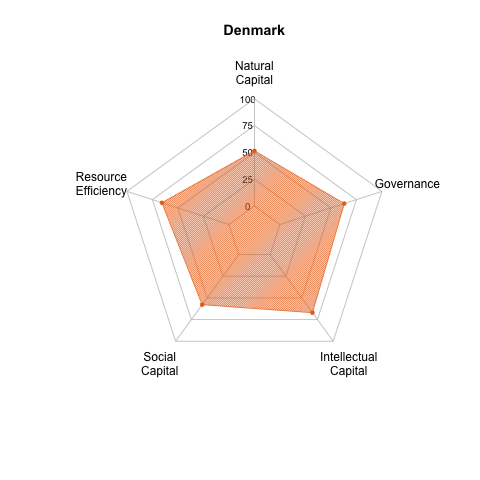 Denmark
Natural
Capital
100
75
50
25
0
Resource
Efficiency
Governance
Social
Capital
Intellectual
Capital